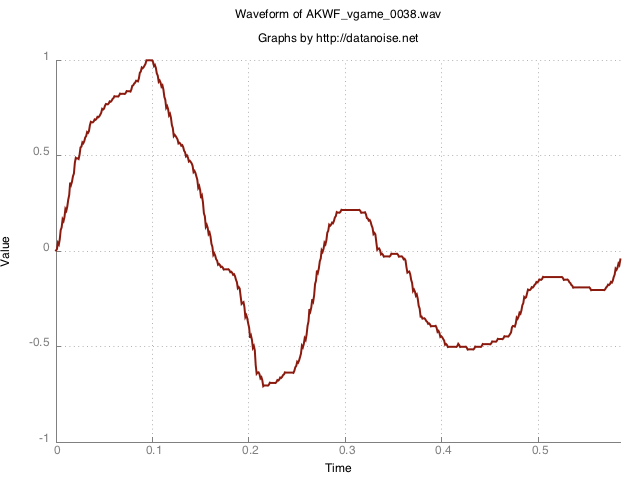 Waveform of AKWF_vgame_0038.wav
Graphs by http://datanoise.net
1
0.5
0
-0.5
-1
Value
0 0.1 0.2 0.3 0.4 0.5
Time